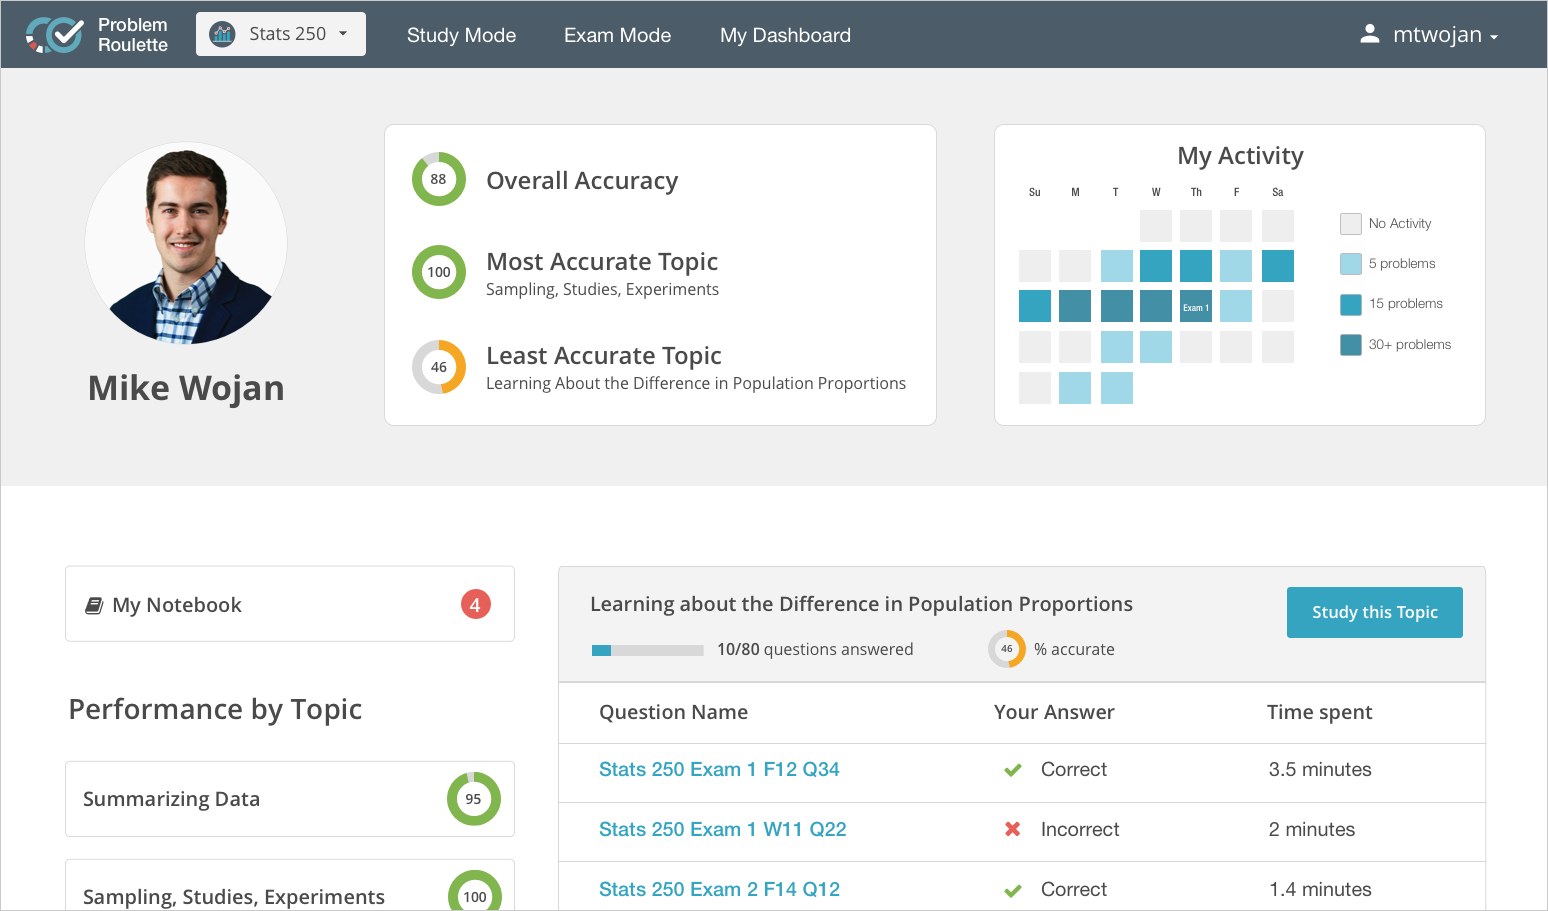 Problem
Roulette
Stats 250
Study Mode
Exam Mode
My Dashboard
mtwojan
Mike Wojan
88
Overall Accuracy
100
Most Accurate Topic
Sampling, Studies, Experiments
46
Least Accurate Topic
Learning About the Difference in Population Proportions
My Activity
Su M T W Th F Sa
Exam 1
No Activity
5 problems
15 problems
30+ problems
My Notebook
4
Performance by Topic
Summarizing Data
95
Sampling, Studies, Experiments
100
Learning about the Difference in Population Proportions
10/80 questions answered
46 % accurate
Study this Topic
Question Name Your Answer Time spent
Stats 250 Exam 1 F12 Q34 Correct 3.5 minutes
Stats 250 Exam 1 W11 Q22 Incorrect 2 minutes
Stats 250 Exam 2 F14 Q12 Correct 1.4 minutes